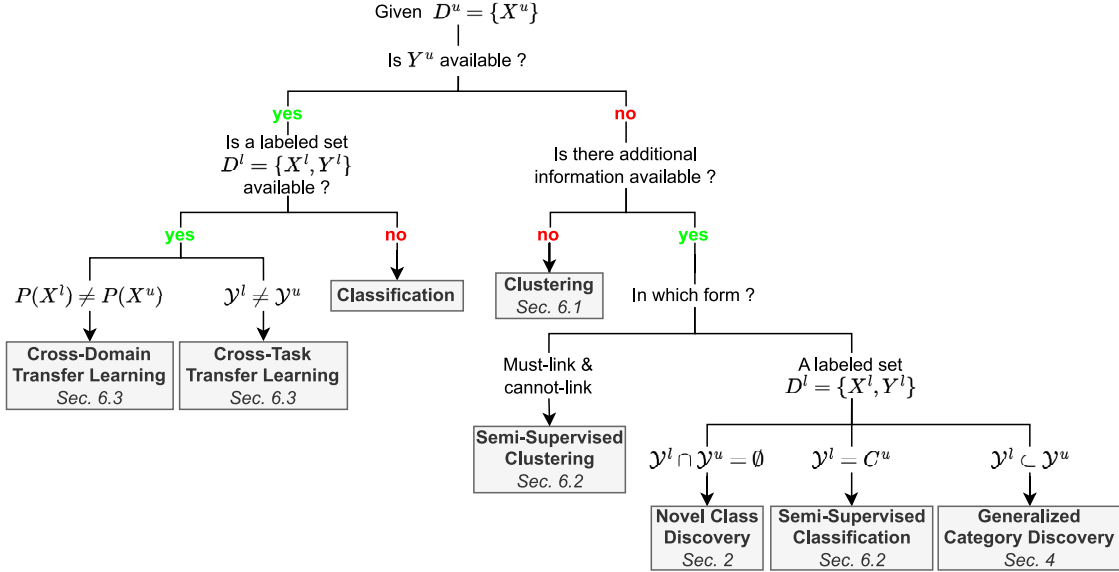 Given $D^u = \{X^u\}$
Is $Y^u$ available ?
yes
no
Is a labeled set
$D^l = \{X^l, Y^l\}$
available ?
Is there additional
information available ?
yes
no
no
yes
$P(X^l) \neq P(X^u)$
$\mathcal{Y}^l \neq \mathcal{Y}^u$
Classification
Clustering
Sec. 6.1
In which form ?
Cross-Domain
Transfer Learning
Sec. 6.3
Cross-Task
Transfer Learning
Sec. 6.3
Must-link &
cannot-link
A labeled set
$D^l = \{X^l, Y^l\}$
Semi-Supervised
Clustering
Sec. 6.2
$\mathcal{Y}^l \cap \mathcal{Y}^u = \emptyset$
$\mathcal{Y}^l = C^u$
$\mathcal{Y}^l \subset \mathcal{Y}^u$
Novel Class
Discovery
Sec. 2
Semi-Supervised
Classification
Sec. 6.2
Generalized
Category Discovery
Sec. 4